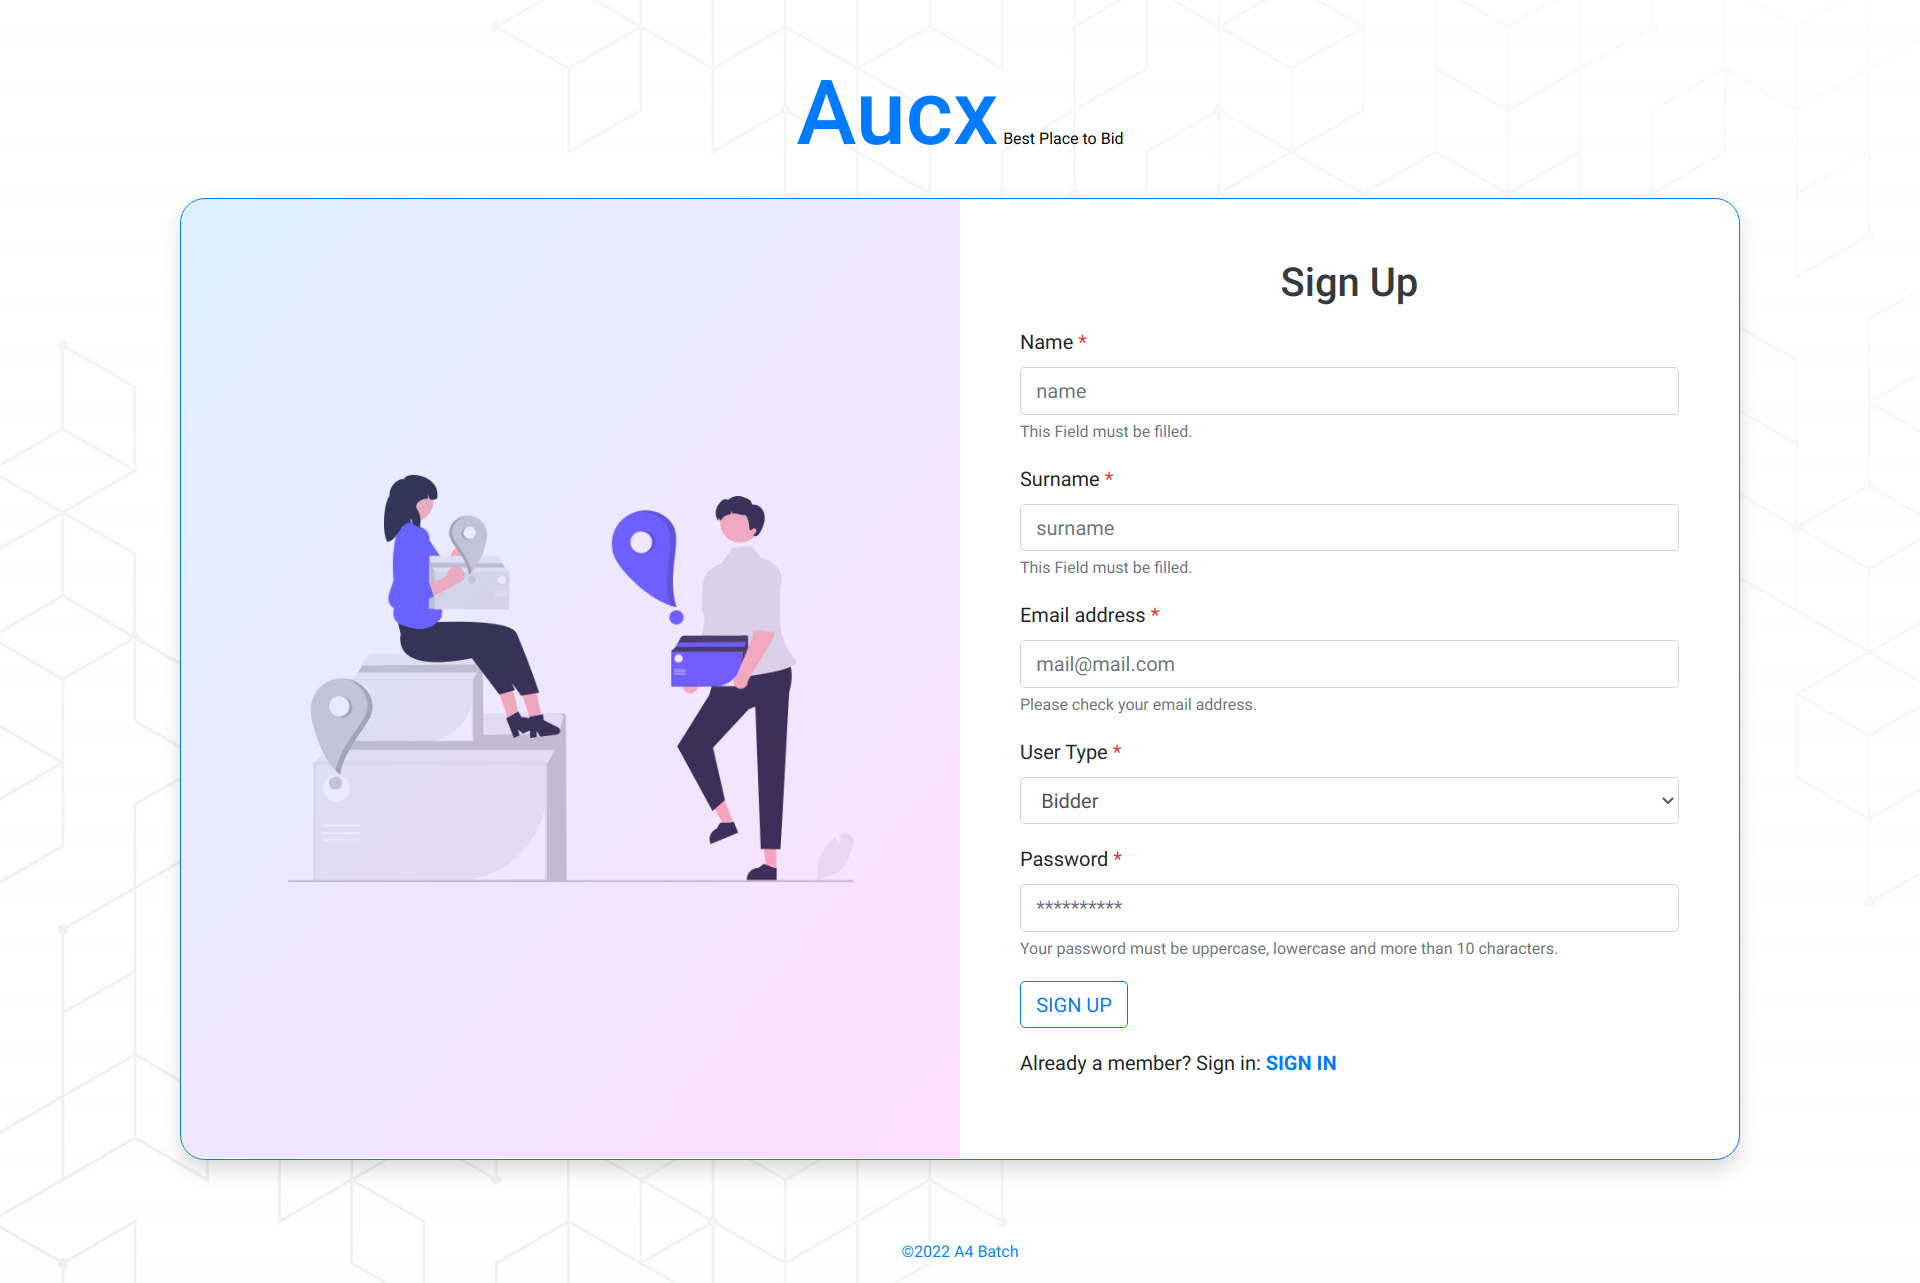 Aucx Best Place to Bid
Sign Up
Name *
name
This Field must be filled.
Surname *
surname
This Field must be filled.
Email address *
mail@mail.com
Please check your email address.
User Type *
Bidder
Password *
**********
Your password must be uppercase, lowercase and more than 10 characters.
SIGN UP
Already a member? Sign in: SIGN IN
©2022 A4 Batch